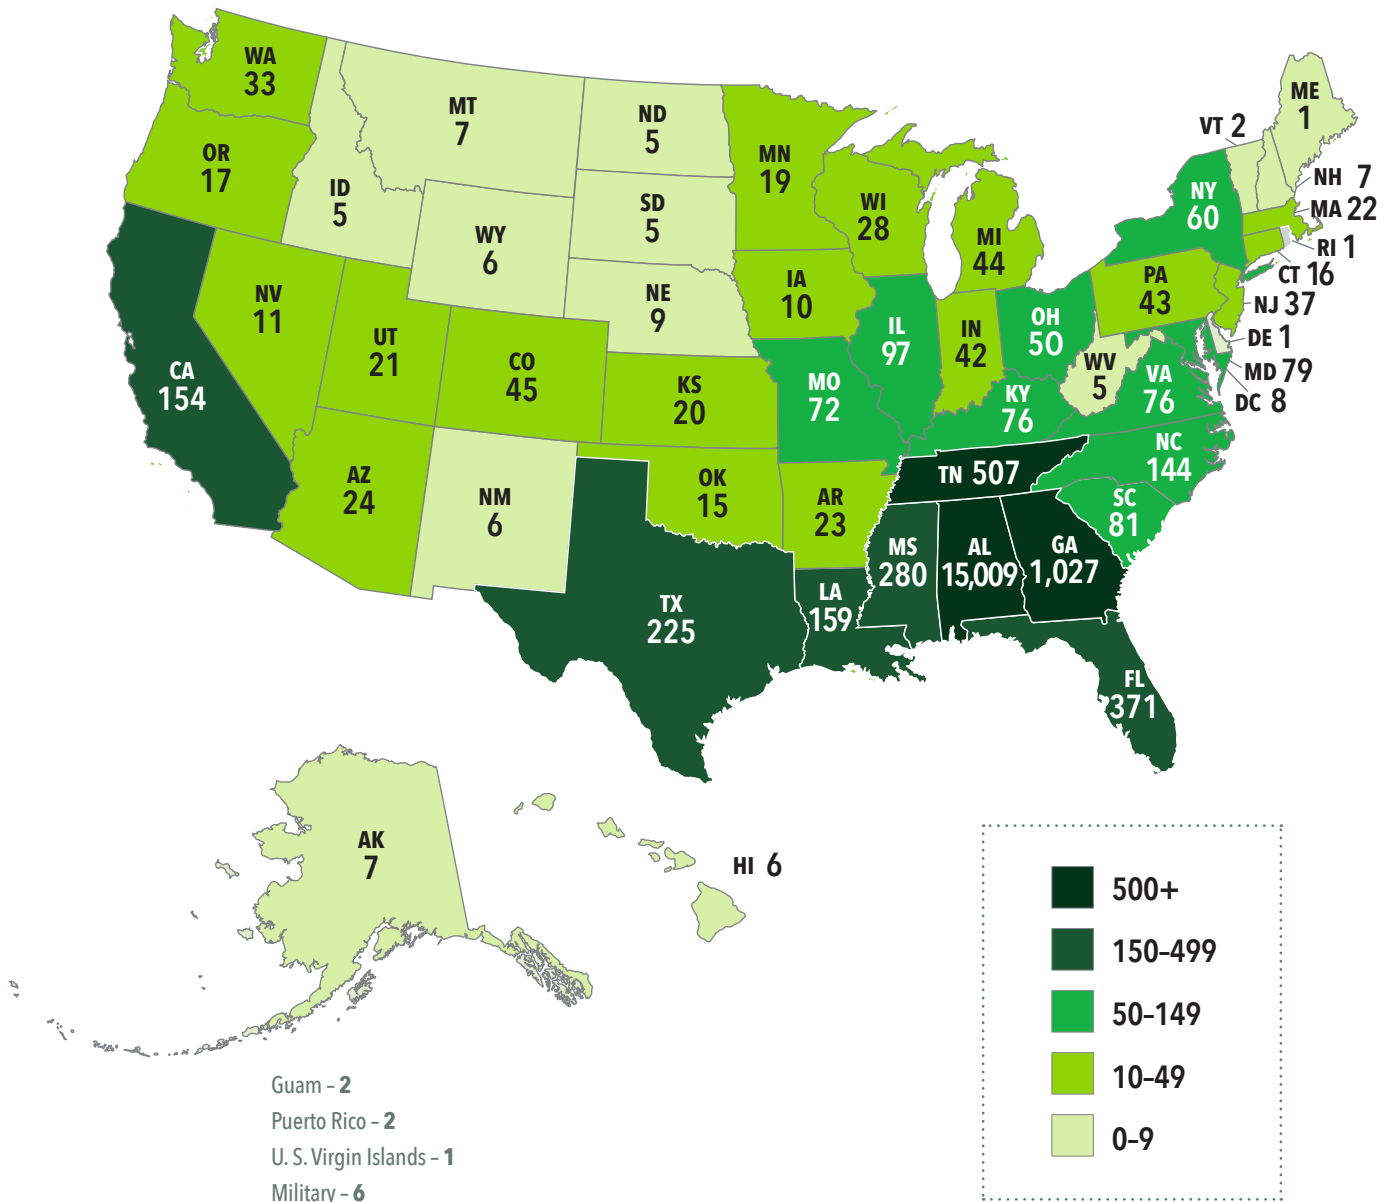 WA
33
OR
17
CA
154
ID
5
NV
11
MT
7
WY
6
UT
21
AZ
24
CO
45
NM
6
ND
5
SD
5
NE
9
KS
20
OK
15
TX
225
MN
19
IA
10
MO
72
AR
23
LA
159
WI
28
IL
97
MI
44
IN
42
OH
50
KY
76
TN 507
MS
280
AL
15,009
GA
1,027
FL
371
SC
81
NC
144
VA
76
WV
5
PA
43
NY
60
VT 2
ME
1
NH 7
MA 22
RI 1
CT 16
NJ 37
DE 1
MD 79
DC 8
AK
7
HI 6
Guam – 2
Puerto Rico – 2
U. S. Virgin Islands – 1
Military – 6
500+
150–499
50–149
10–49
0–9